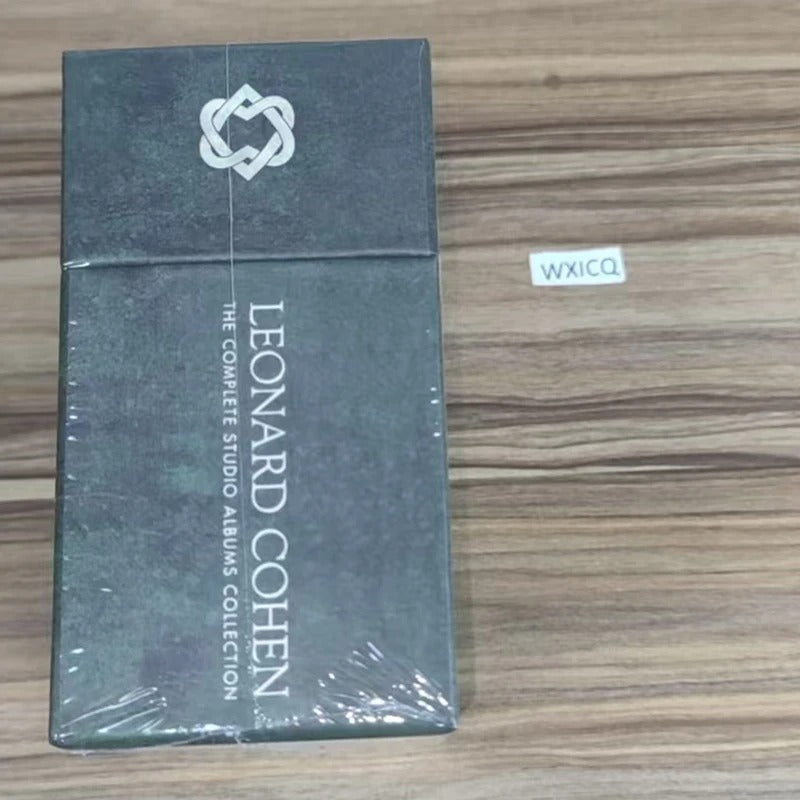 LEONARD COHEN
THE COMPLETE STUDIO ALBUMS COLLECTION
WXICQ